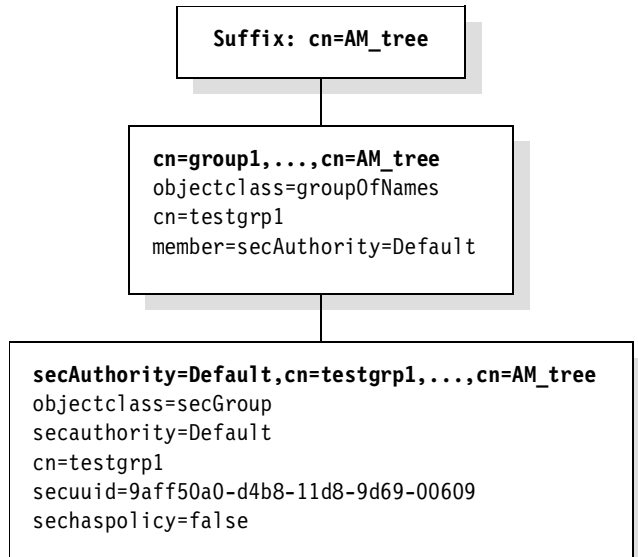 Suffix: cn=AM_tree
cn=group1,...,cn=AM_tree
objectclass=groupOfNames
cn=testgrp1
member=secAuthority=Default
secAuthority=Default,cn=testgrp1,...,cn=AM_tree
objectclass=secGroup
secauthority=Default
cn=testgrp1
secuuid=9aff50a0-d4b8-11d8-9d69-00609
sechaspolicy=false